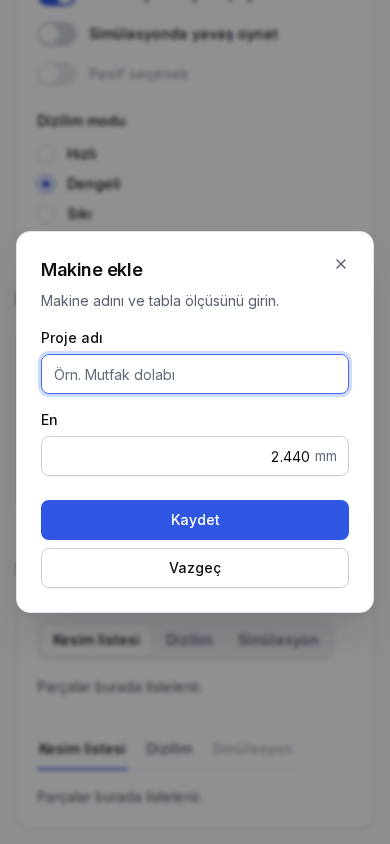 Simülasyonda yavaş oynat
Pasif seçenek
Dizilim modu
Hızlı
Dengeli
Sıkı
Makine ekle
Makine adını ve tabla ölçüsünü girin.
Proje adı
Örn. Mutfak dolabı
En
2.440 mm
Kaydet
Vazgeç
Kesim listesi Dizilim Simülasyon
Parçalar burada listelenir.
Kesim listesi Dizilim Simülasyon
Parçalar burada listelenir.